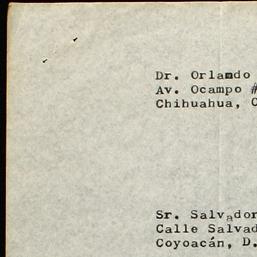 Dr. Orlando
Av. Ocampo #
Chihuahua, C
Sr. Salvador
Calle Salvad
Coyoacán, D.